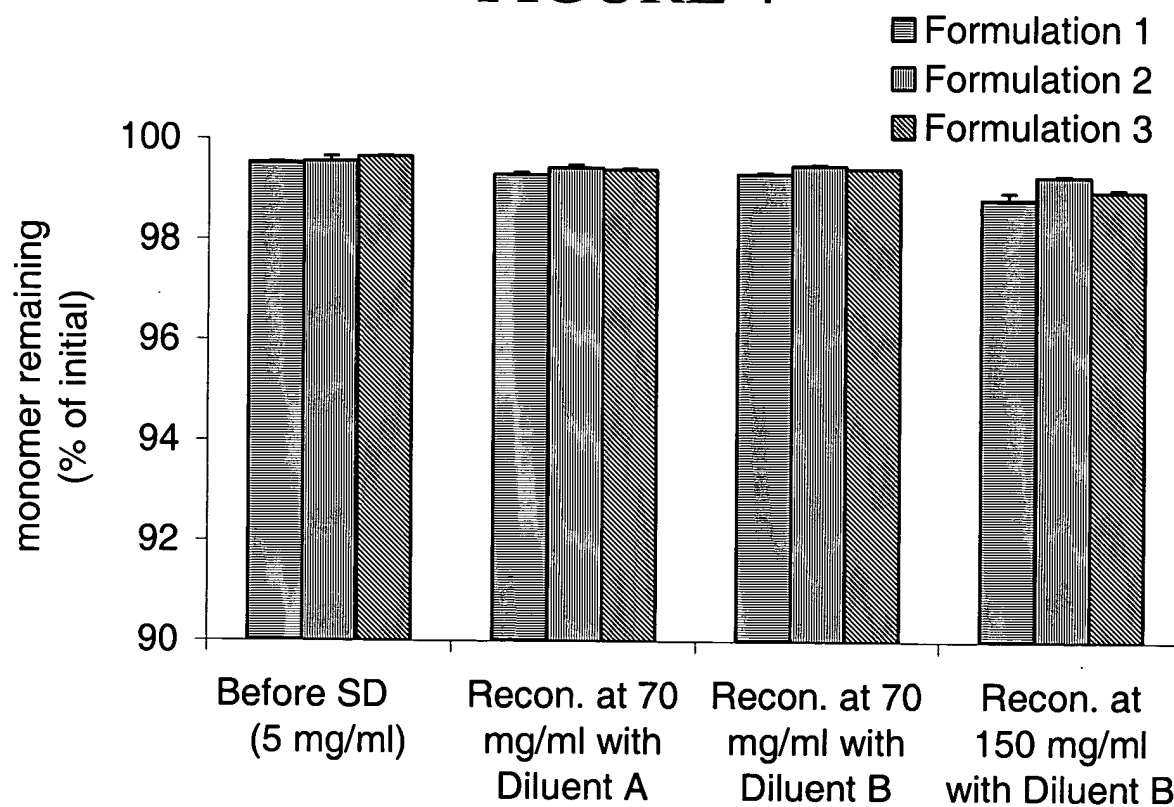 Formulation 1
Formulation 2
Formulation 3
monomer remaining
(% of initial)
100
98
96
94
92
90
Before SD
(5 mg/ml)
Recon. at 70
mg/ml with
Diluent A
Recon. at 70
mg/ml with
Diluent B
Recon. at
150 mg/ml
with Diluent B